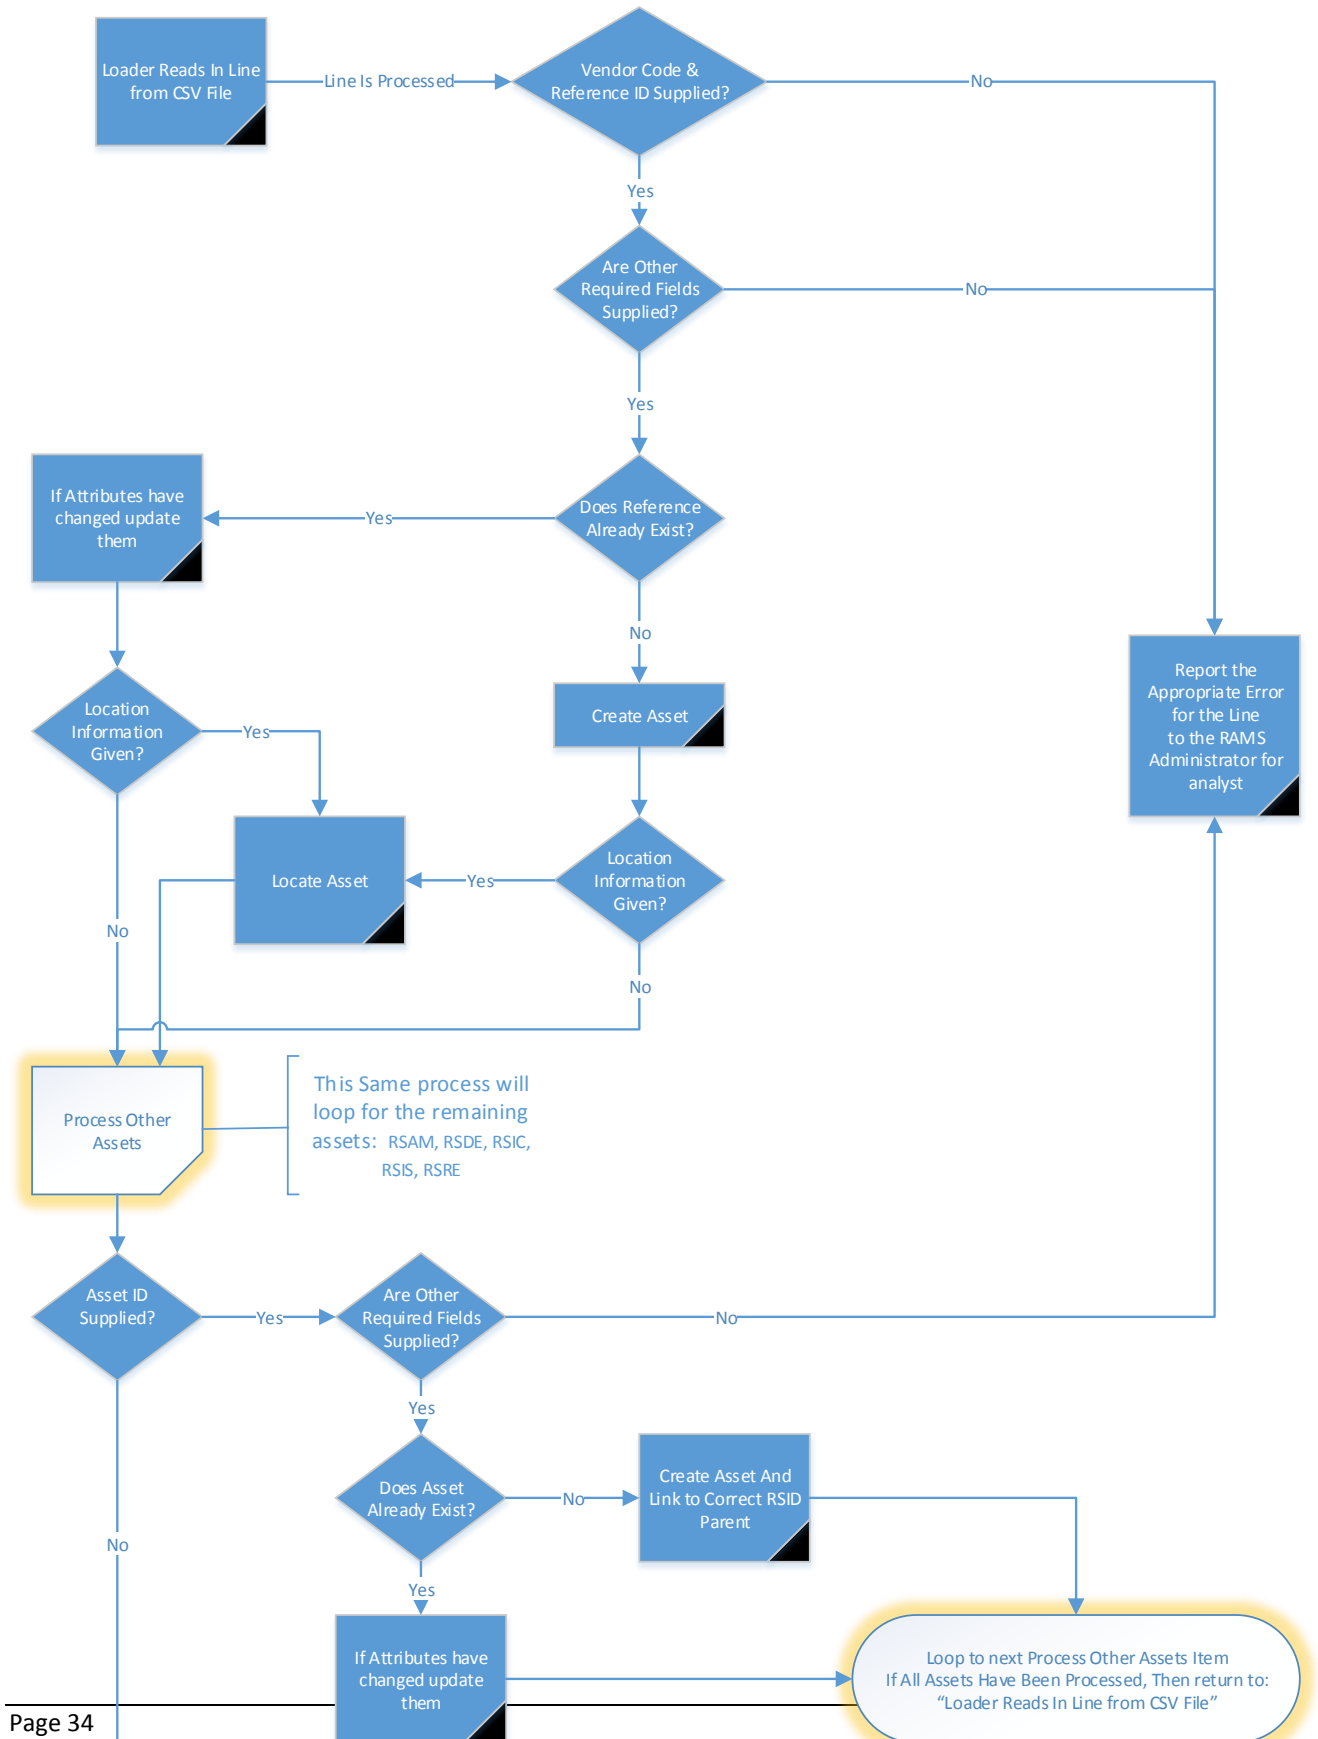 Loader Reads In Line
from CSV File
Line Is Processed
Vendor Code &
Reference ID Supplied?
No
Yes
Are Other
Required Fields
Supplied?
No
Yes
If Attributes have
changed update
them
Yes
Does Reference
Already Exist?
No
Report the
Appropriate Error
for the Line
to the RAMS
Administrator for
analyst
Location
Information
Given?
Yes
Create Asset
Locate Asset
Yes
Location
Information
Given?
No
No
Process Other
Assets
This Same process will
loop for the remaining
assets: RSAM, RSDE, RSIC,
RSIS, RSRE
Asset ID
Supplied?
Yes
Are Other
Required Fields
Supplied?
No
Yes
Does Asset
Already Exist?
No
Create Asset And
Link to Correct RSID
Parent
No
Yes
If Attributes have
changed update
them
Loop to next Process Other Assets Item
If All Assets Have Been Processed, Then return to:
“Loader Reads In Line from CSV File”
Page 34